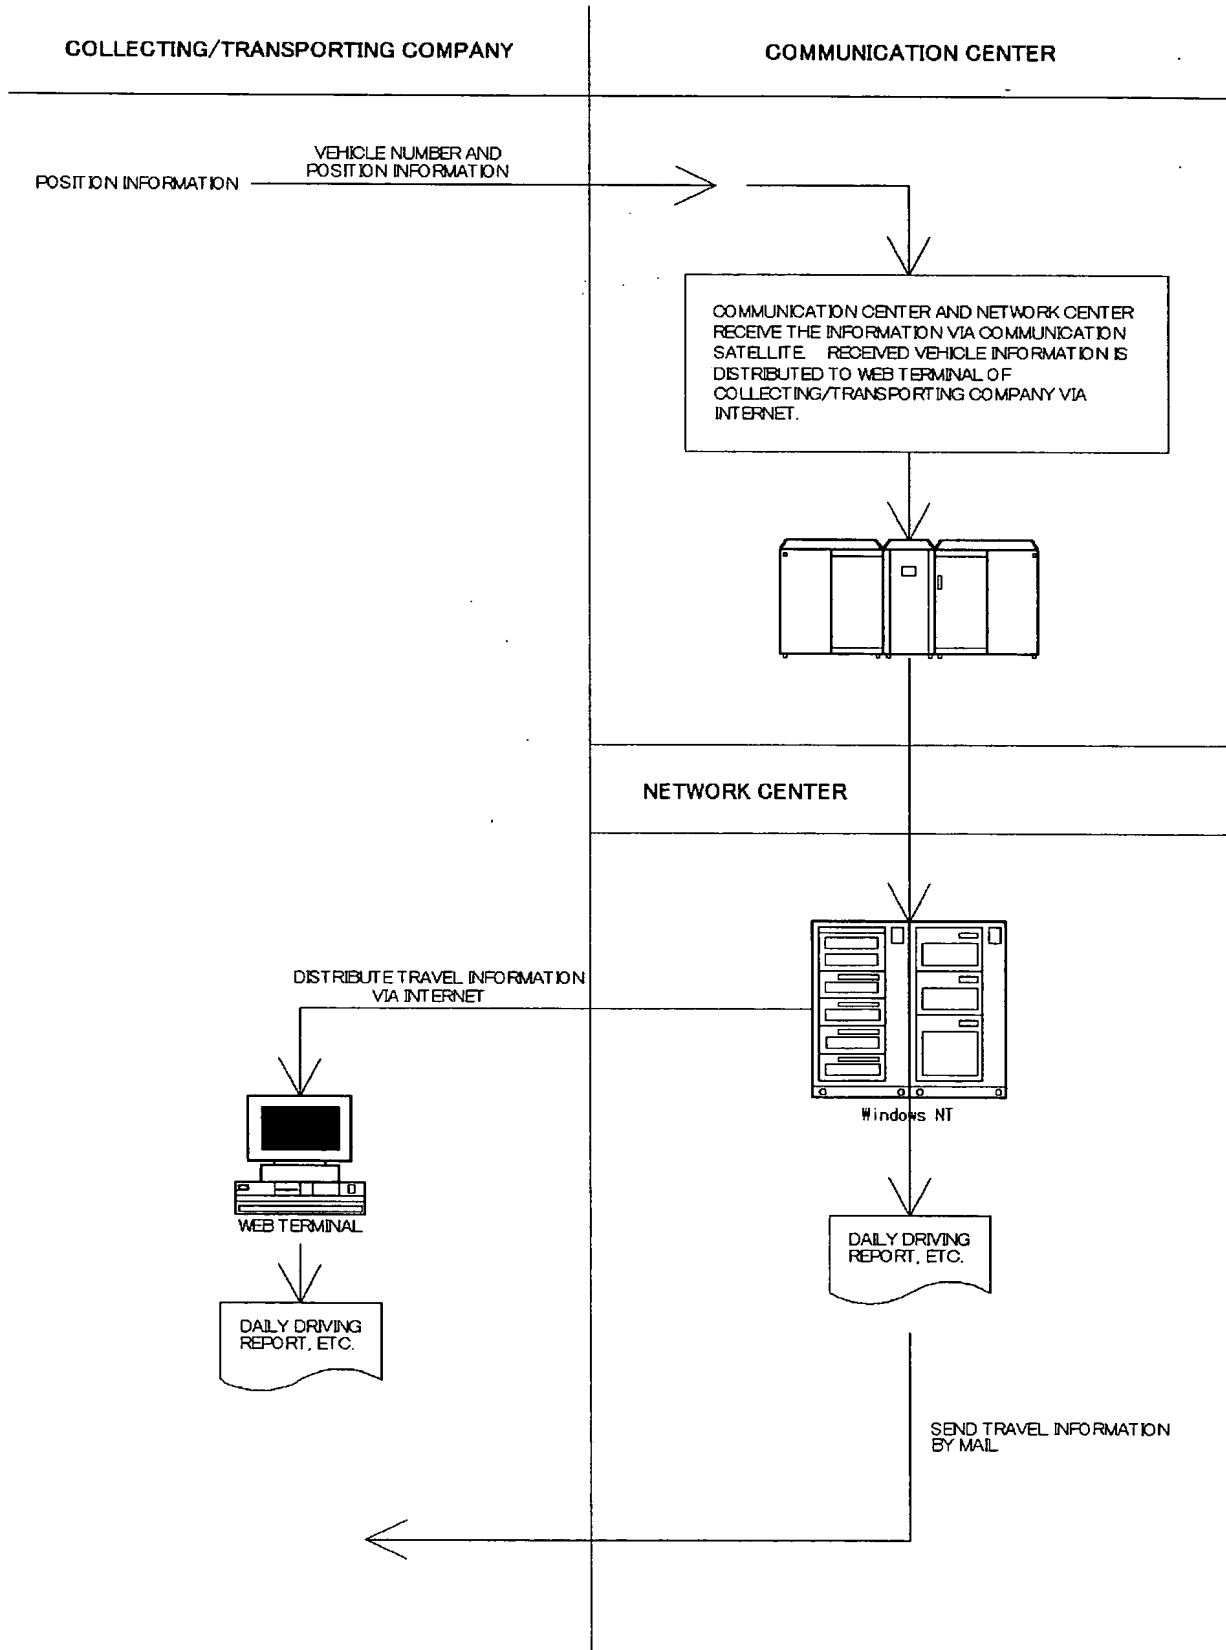 COLLECTING/TRANSPORTING COMPANY
COMMUNICATION CENTER
VEHICLE NUMBER AND
POSITION INFORMATION
POSITION INFORMATION
COMMUNICATION CENTER AND NETWORK CENTER
RECEIVE THE INFORMATION VIA COMMUNICATION
SATELLITE. RECEIVED VEHICLE INFORMATION IS
DISTRIBUTED TO WEB TERMINAL OF
COLLECTING/TRANSPORTING COMPANY VIA
INTERNET.
NETWORK CENTER
DISTRIBUTE TRAVEL INFORMATION
VIA INTERNET
Windows NT
WEB TERMINAL
DAILY DRIVING
REPORT, ETC.
DAILY DRIVING
REPORT, ETC.
SEND TRAVEL INFORMATION
BY MAIL